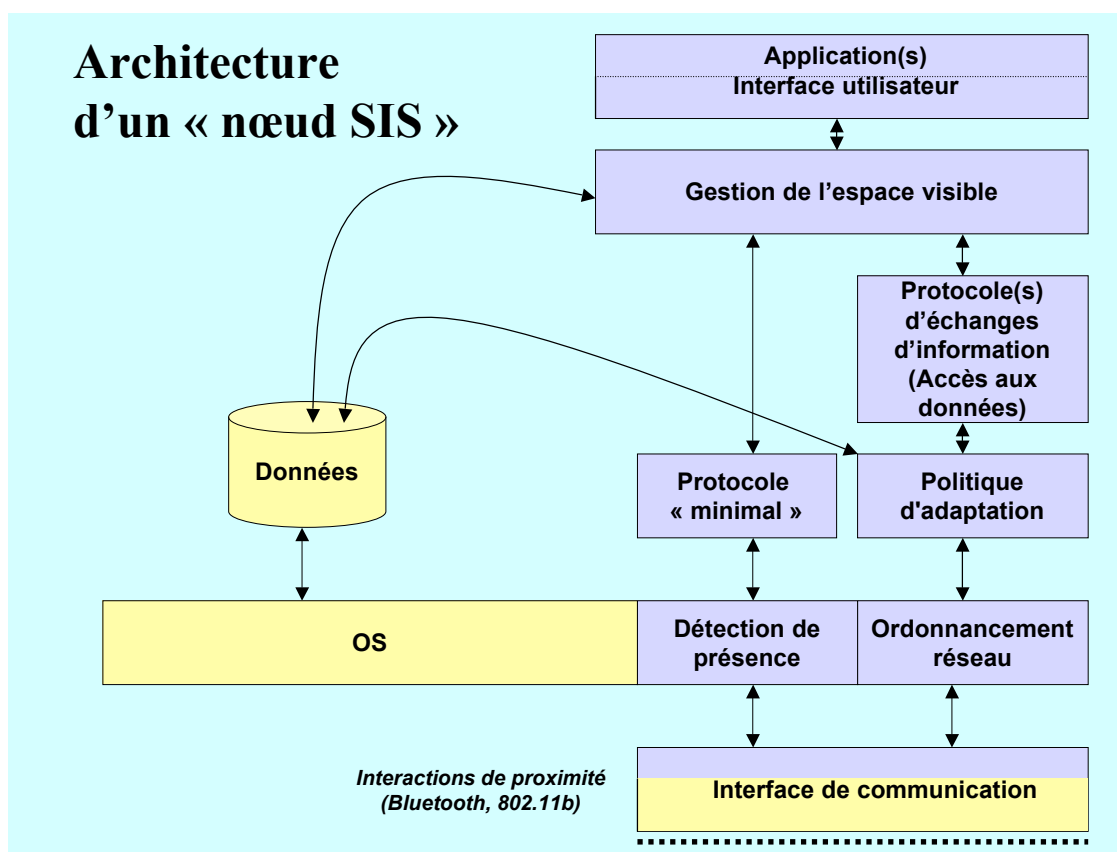 Architecture
d’un « nœud SIS »
Application(s)
Interface utilisateur
Gestion de l’espace visible
Protocole(s)
d’échanges
d’information
(Accès aux
données)
Données
Protocole
« minimal »
Politique
d'adaptation
OS
Détection de
présence
Ordonnancement
réseau
Interactions de proximité
(Bluetooth, 802.11b)
Interface de communication